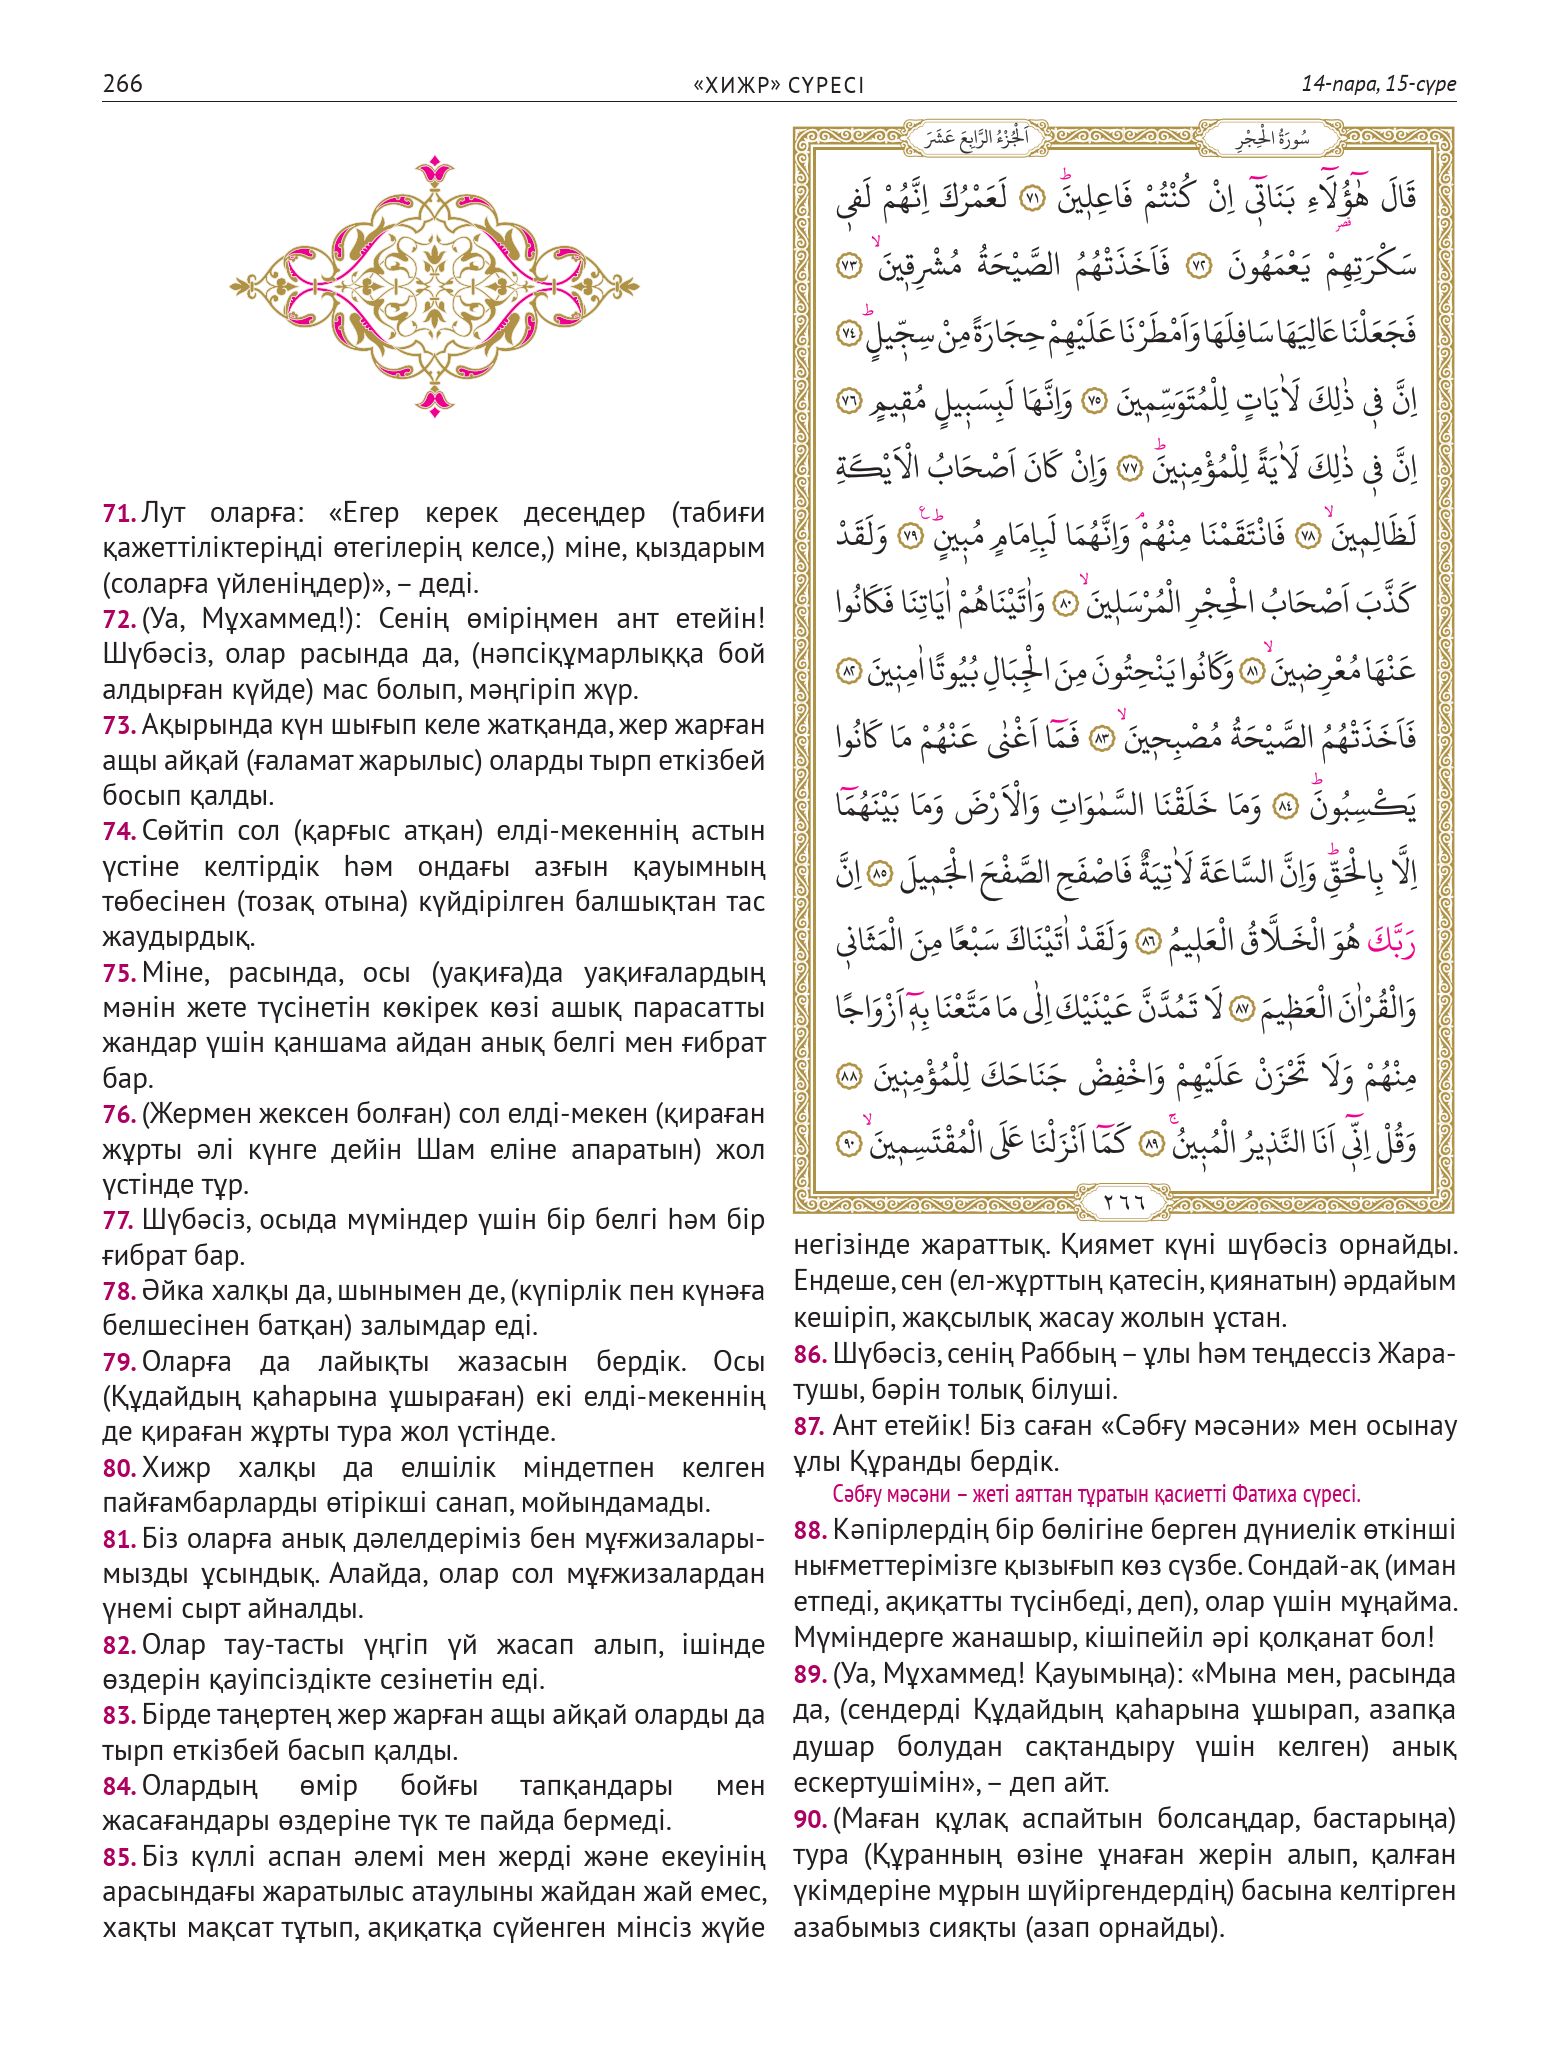 266
«ХИЖР» СҮРЕСІ
14-пара, 15-сүре
71. Лут оларға: «Егер керек десеңдер (табиғи
қажеттіліктеріңді өтегілерің келсе,) міне, қыздарым
(соларға үйленіңдер)», – деді.
72. (Уа, Мұхаммед!): Сенің өміріңмен ант етейін!
Шүбәсіз, олар расында да, (нәпсіқұмарлыққа бой
алдырған күйде) мас болып, мәңгіріп жүр.
73. Ақырында күн шығып келе жатқанда, жер жарған
ащы айқай (ғаламат жарылыс) оларды тырп еткізбей
босып қалды.
74. Сөйтіп сол (қарғыс атқан) елді-мекеннің астын
үстіне келтірдік һәм ондағы азғын қауымның
төбесінен (тозақ отына) күйдірілген балшықтан тас
жаудырдық.
75. Міне, расында, осы (уақиға)да уақиғалардың
мәнін жете түсінетін көкірек көзі ашық парасатты
жандар үшін қаншама айдан анық белгі мен ғибрат
бар.
76. (Жермен жексен болған) сол елді-мекен (қираған
жұрты әлі күнге дейін Шам еліне апаратын) жол
үстінде тұр.
77. Шүбәсіз, осыда мүміндер үшін бір белгі һәм бір
ғибрат бар.
78. Әйка халқы да, шынымен де, (күпірлік пен күнәға
белшесінен батқан) залымдар еді.
79. Оларға да лайықты жазасын бердік. Осы
(Құдайдың қаһарына ұшыраған) екі елді-мекеннің
де қираған жұрты тура жол үстінде.
80. Хижр халқы да елшілік міндетпен келген
пайғамбарларды өтірікші санап, мойындамады.
81. Біз оларға анық дәлелдеріміз бен мұғжизалары-
мызды ұсындық. Алайда, олар сол мұғжизалардан
үнемі сырт айналды.
82. Олар тау-тасты үңгіп үй жасап алып, ішінде
өздерін қауіпсіздікте сезінетін еді.
83. Бірде таңертең жер жарған ащы айқай оларды да
тырп еткізбей басып қалды.
84. Олардың өмір бойғы тапқандары мен
жасағандары өздеріне түк те пайда бермеді.
85. Біз күллі аспан әлемі мен жерді және екеуінің
арасындағы жаратылыс атаулыны жайдан жай емес,
хақты мақсат тұтып, ақиқатқа сүйенген мінсіз жүйе
سُورَةُ الْحِجْرِ
اَلْجُزْءُ الرَّابِعَ عَشَرَ
قَالَ هٰٓؤُلَٓاءِ بَنَات۪ٓي اِنْ كُنْتُمْ فَاعِل۪ينَۜ ﴿٧١﴾ لَعَمْرُكَ اِنَّهُمْ لَف۪ي
سَكْرَتِهِمْ يَعْمَهُونَ ﴿٧٢﴾ فَاَخَذَتْهُمُ الصَّيْحَةُ مُشْرِق۪ينَۙ ﴿٧٣﴾
فَجَعَلْنَا عَالِيَهَا سَافِلَهَا وَاَمْطَرْنَا عَلَيْهِمْ حِجَارَةً مِنْ سِجّ۪يلٍۜ ﴿٧٤﴾
اِنَّ ف۪ي ذٰلِكَ لَاٰيَاتٍ لِلْمُتَوَسِّم۪ينَ ﴿٧٥﴾ وَاِنَّهَا لَبِسَب۪يلٍ مُق۪يمٍ ﴿٧٦﴾
اِنَّ ف۪ي ذٰلِكَ لَاٰيَةً لِلْمُؤْمِن۪ينَۜ ﴿٧٧﴾ وَاِنْ كَانَ اَصْحَابُ الْاَيْكَةِ
لَظَالِم۪ينَۙ ﴿٧٨﴾ فَانْتَقَمْنَا مِنْهُمْۢ وَاِنَّهُمَا لَبِاِمَامٍ مُب۪ينٍۜ ﴿٧٩﴾ وَلَقَدْ
كَذَّبَ اَصْحَابُ الْحِجْرِ الْمُرْسَل۪ينَۙ ﴿٨٠﴾ وَاٰتَيْنَاهُمْ اٰيَاتِنَا فَكَانُوا
عَنْهَا مُعْرِض۪ينَۙ ﴿٨١﴾ وَكَانُوا يَنْحِتُونَ مِنَ الْجِبَالِ بُيُوتًا اٰمِن۪ينَ ﴿٨٢﴾
فَاَخَذَتْهُمُ الصَّيْحَةُ مُصْبِح۪ينَۙ ﴿٨٣﴾ فَمَٓا اَغْنٰى عَنْهُمْ مَا كَانُوا
يَكْسِبُونَۜ ﴿٨٤﴾ وَمَا خَلَقْنَا السَّمٰوَاتِ وَالْاَرْضَ وَمَا بَيْنَهُمَٓا
اِلَّا بِالْحَقِّۜ وَاِنَّ السَّاعَةَ لَاٰتِيَةٌ فَاصْفَحِ الصَّفْحَ الْجَم۪يلَ ﴿٨٥﴾ اِنَّ
رَبَّكَ هُوَ الْخَلَّاقُ الْعَل۪يمُ ﴿٨٦﴾ وَلَقَدْ اٰتَيْنَاكَ سَبْعًا مِنَ الْمَثَان۪ي
وَالْقُرْاٰنَ الْعَظ۪يمَ ﴿٨٧﴾ لَا تَمُدَّنَّ عَيْنَيْكَ اِلٰى مَا مَتَّعْنَا بِه۪ٓ اَزْوَاجًا
مِنْهُمْ وَلَا تَحْزَنْ عَلَيْهِمْ وَاخْفِضْ جَنَاحَكَ لِلْمُؤْمِن۪ينَ ﴿٨٨﴾
وَقُلْ اِنّ۪ٓي اَنَا النَّذ۪يرُ الْمُب۪ينُۚ ﴿٨٩﴾ كَمَٓا اَنْزَلْنَا عَلَى الْمُقْتَسِم۪ينَۙ ﴿٩٠﴾
٢٦٦
негізінде жараттық. Қиямет күні шүбәсіз орнайды.
Ендеше, сен (ел-жұрттың қатесін, қиянатын) әрдайым
кешіріп, жақсылық жасау жолын ұстан.
86. Шүбәсіз, сенің Раббың – ұлы һәм теңдессіз Жара-
тушы, бәрін толық білуші.
87. Ант етейік! Біз саған «Сәбғу мәсәни» мен осынау
ұлы Құранды бердік.
Сәбғу мәсәни – жеті аяттан тұратын қасиетті Фатиха сүресі.
88. Кәпірлердің бір бөлігіне берген дүниелік өткінші
нығметтерімізге қызығып көз сүзбе. Сондай-ақ (иман
етпеді, ақиқатты түсінбеді, деп), олар үшін мұңайма.
Мүміндерге жанашыр, кішіпейіл әрі қолқанат бол!
89. (Уа, Мұхаммед! Қауымыңа): «Мына мен, расында
да, (сендерді Құдайдың қаһарына ұшырап, азапқа
душар болудан сақтандыру үшін келген) анық
ескертушімін», – деп айт.
90. (Маған құлақ аспайтын болсаңдар, бастарыңа)
тура (Құранның өзіне ұнаған жерін алып, қалған
үкімдеріне мұрын шүйіргендердің) басына келтірген
азабымыз сияқты (азап орнайды).